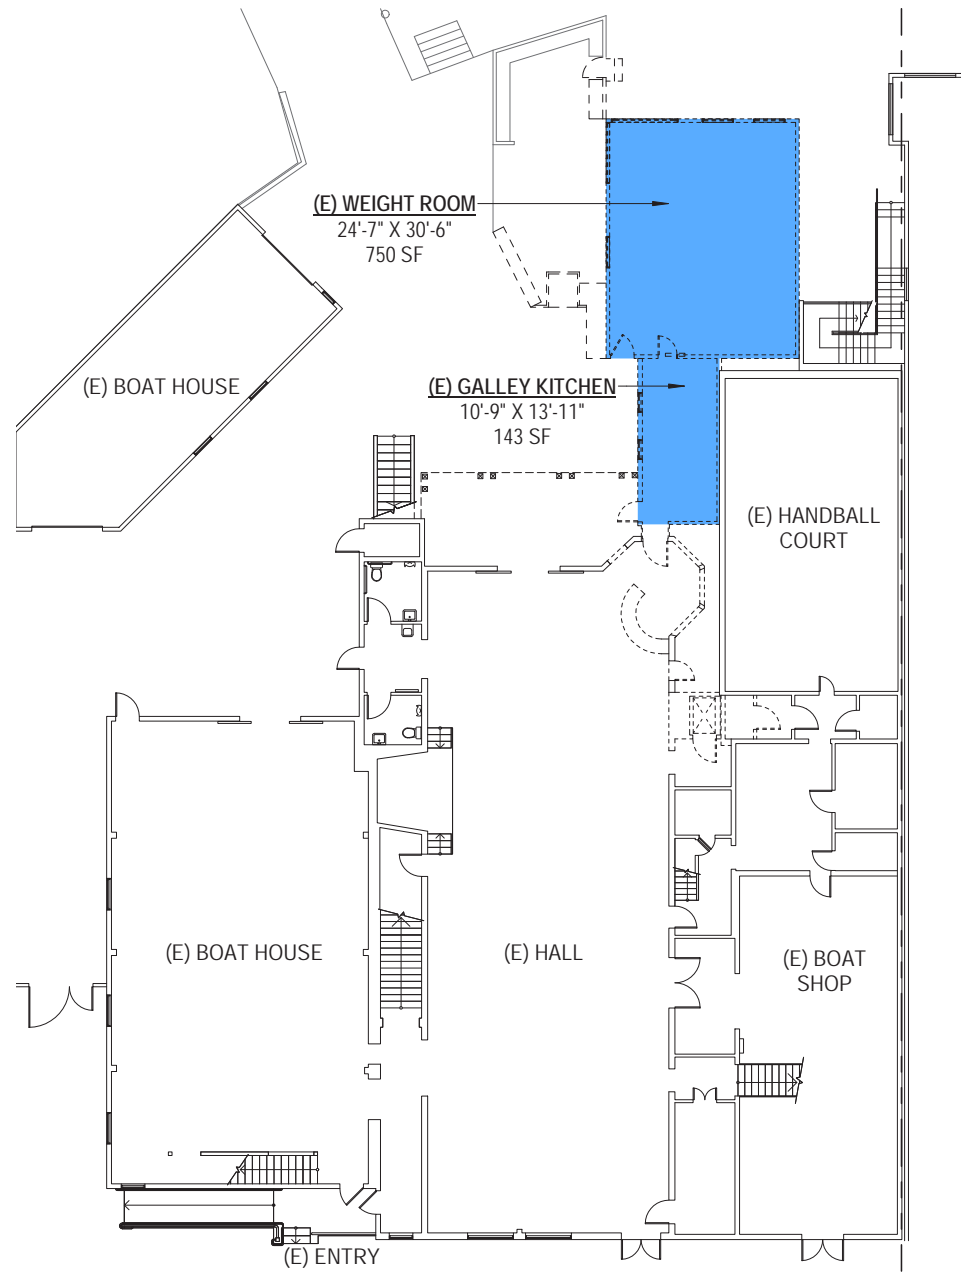 (E) WEIGHT ROOM
24'-7" X 30'-6"
750 SF
(E) BOAT HOUSE
(E) GALLEY KITCHEN
10'-9" X 13'-11"
143 SF
(E) HANDBALL
COURT
(E) BOAT HOUSE
(E) HALL
(E) BOAT
SHOP
(E) ENTRY